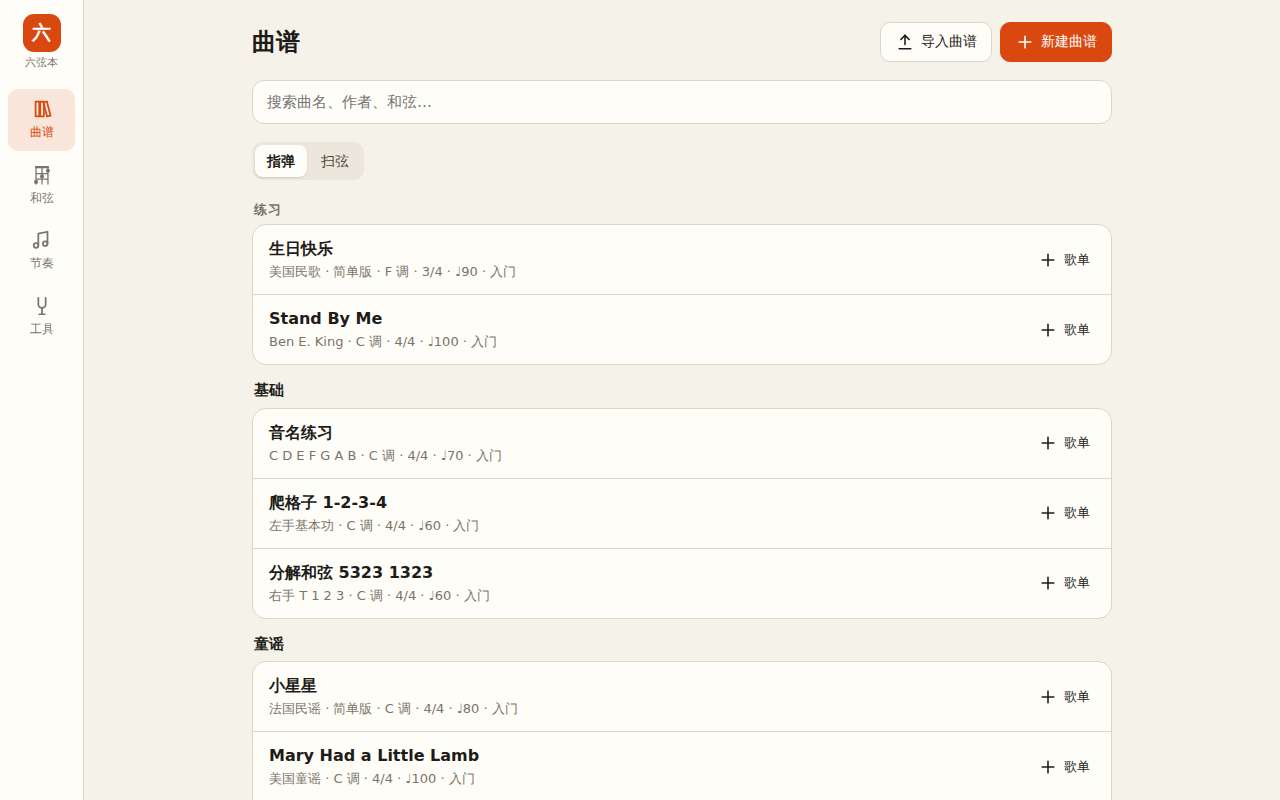 六
六弦本
曲谱
和弦
节奏
工具
曲谱
导入曲谱
新建曲谱
搜索曲名、作者、和弦…
指弹
扫弦
练习
生日快乐
美国民歌 · 简单版 · F 调 · 3/4 · ♩90 · 入门
歌单
Stand By Me
Ben E. King · C 调 · 4/4 · ♩100 · 入门
歌单
基础
音名练习
C D E F G A B · C 调 · 4/4 · ♩70 · 入门
歌单
爬格子 1-2-3-4
左手基本功 · C 调 · 4/4 · ♩60 · 入门
歌单
分解和弦 5323 1323
右手 T 1 2 3 · C 调 · 4/4 · ♩60 · 入门
歌单
童谣
小星星
法国民谣 · 简单版 · C 调 · 4/4 · ♩80 · 入门
歌单
Mary Had a Little Lamb
美国童谣 · C 调 · 4/4 · ♩100 · 入门
歌单